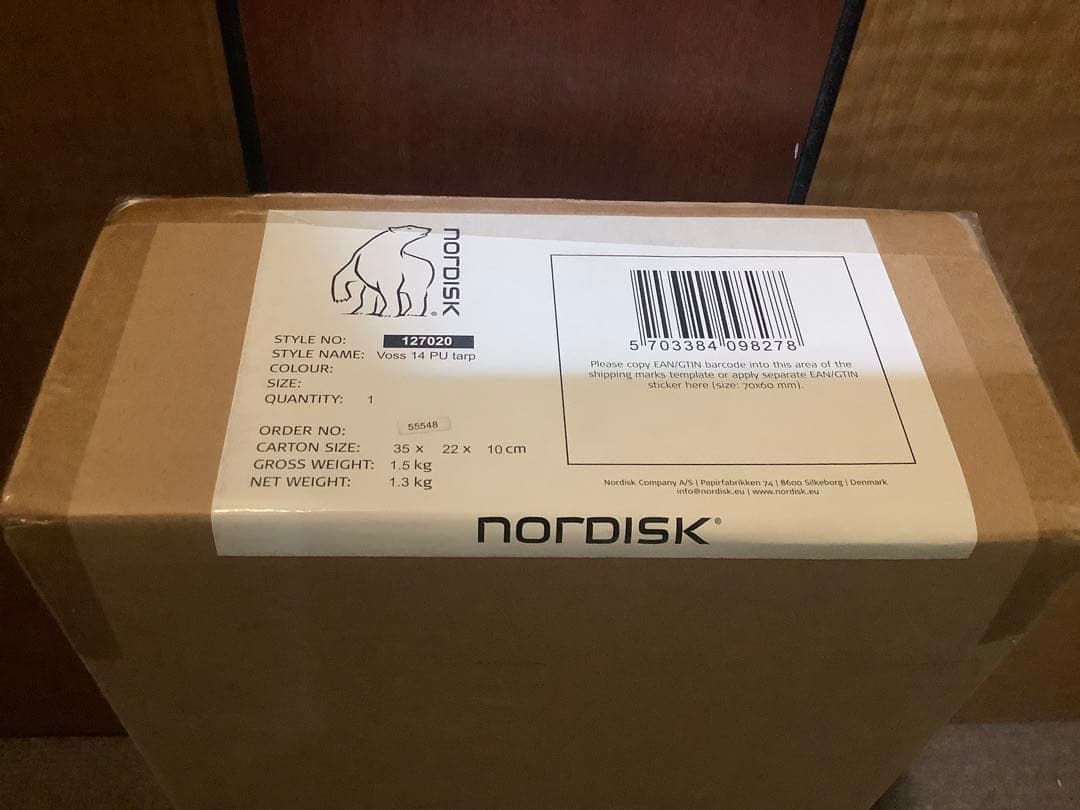 NORDISK
STYLE NO: 127020
STYLE NAME: Voss 14 PU tarp
COLOUR:
SIZE:
QUANTITY: 1
ORDER NO: 55548
CARTON SIZE: 35 x 22 x 10 cm
GROSS WEIGHT: 1.5 kg
NET WEIGHT: 1.3 kg
5 703384 098278
Please copy EAN/GTIN barcode into this area of the
shipping marks template or apply separate EAN/GTIN
sticker here (size: 70x60 mm).
Nordisk Company A/S | Papirfabrikken 74 | 8600 Silkeborg | Denmark
info@nordisk.eu | www.nordisk.eu
NORDISK®